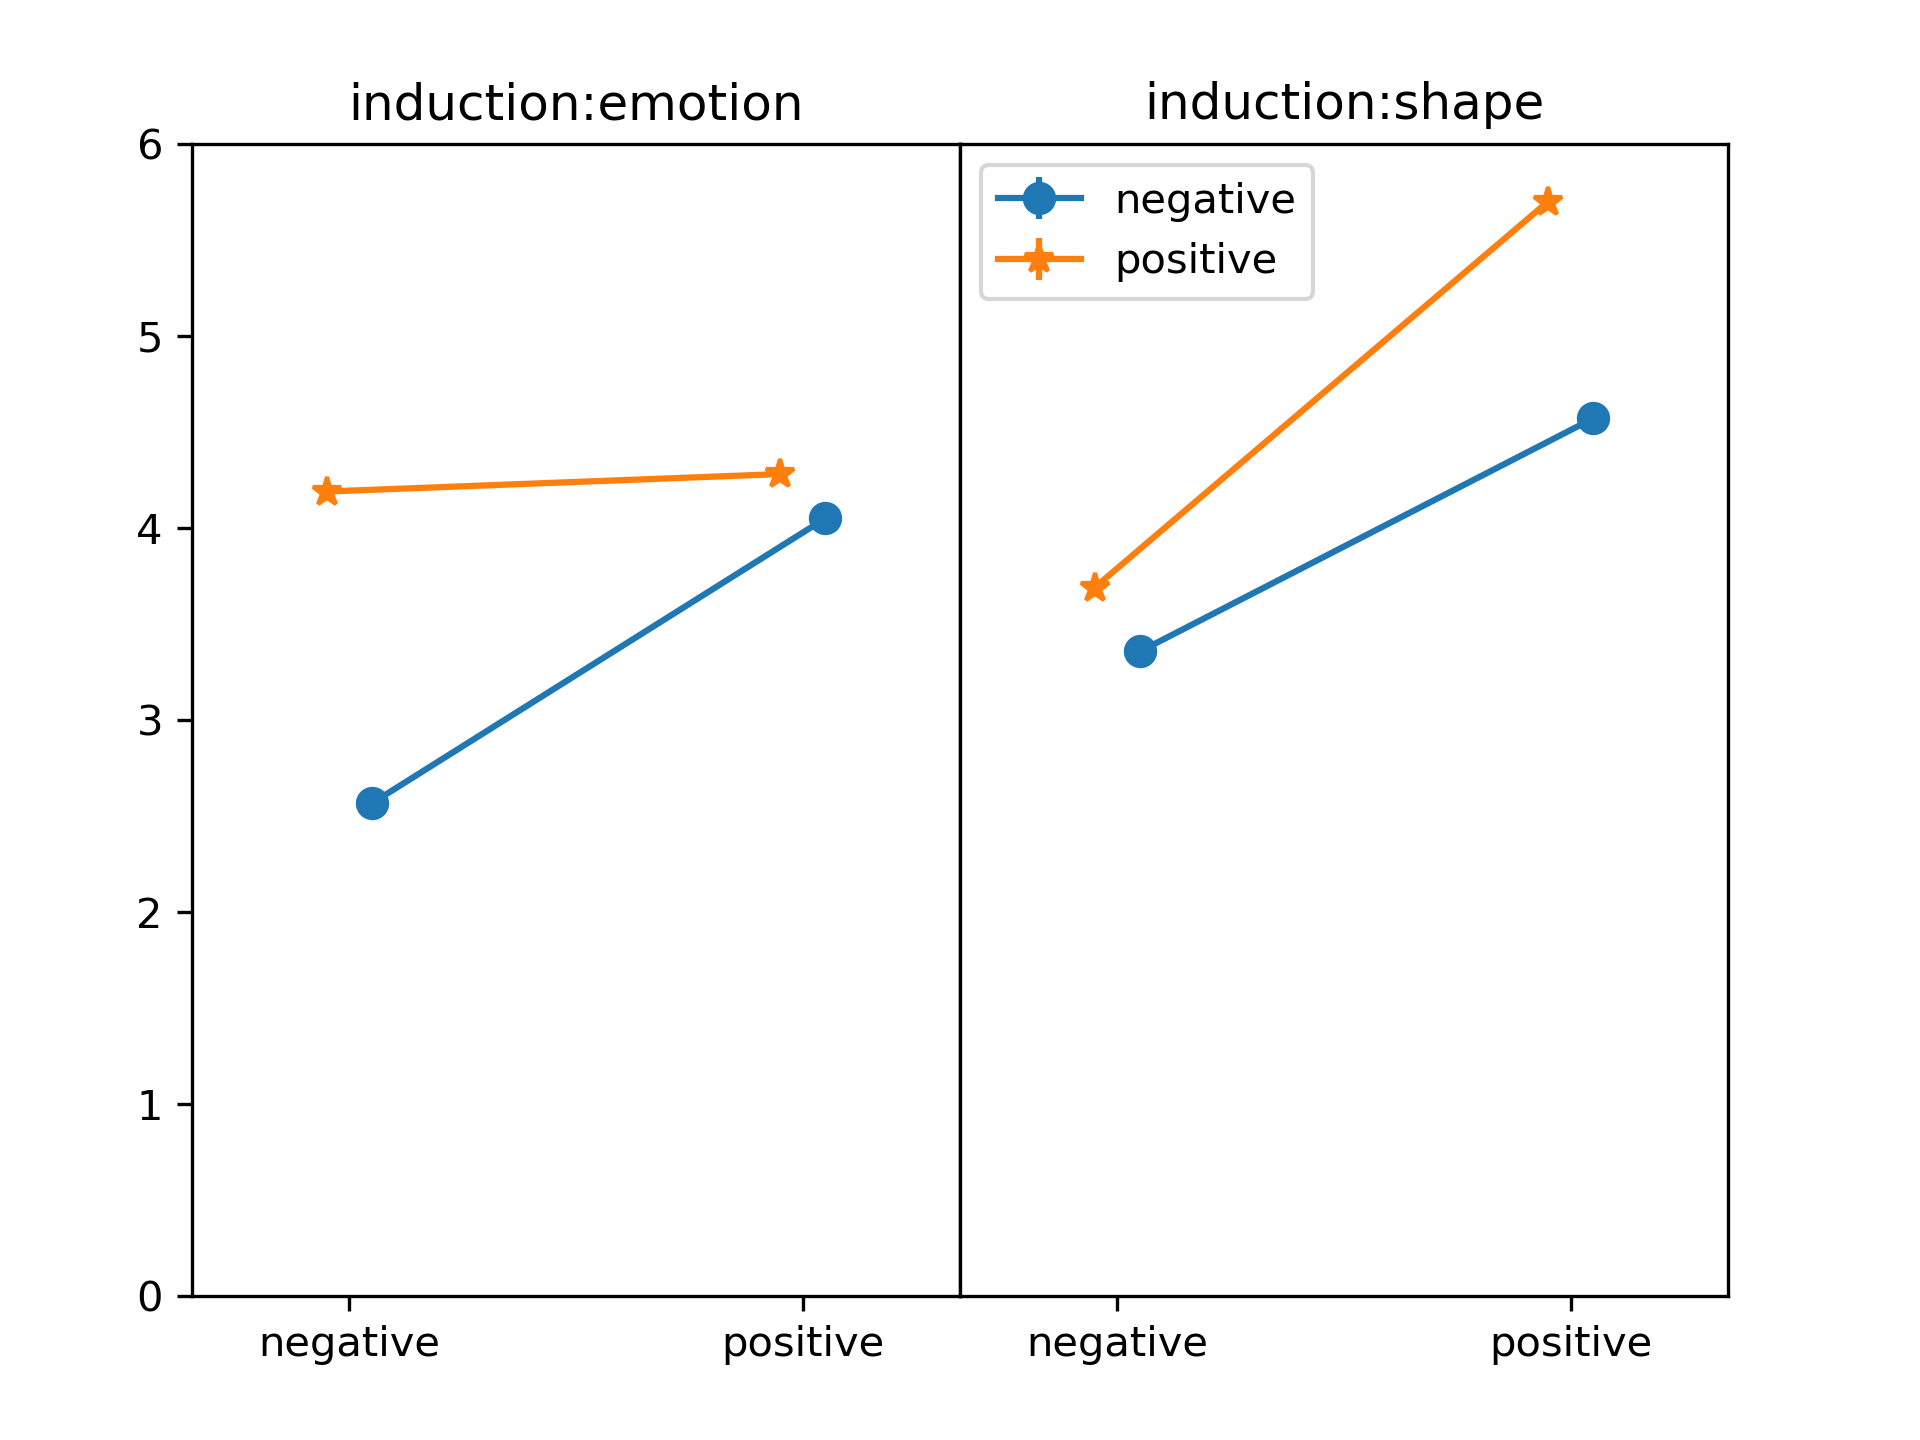 induction:emotion
induction:shape
6
5
4
3
2
1
0
negative
positive
negative
positive
negative
positive